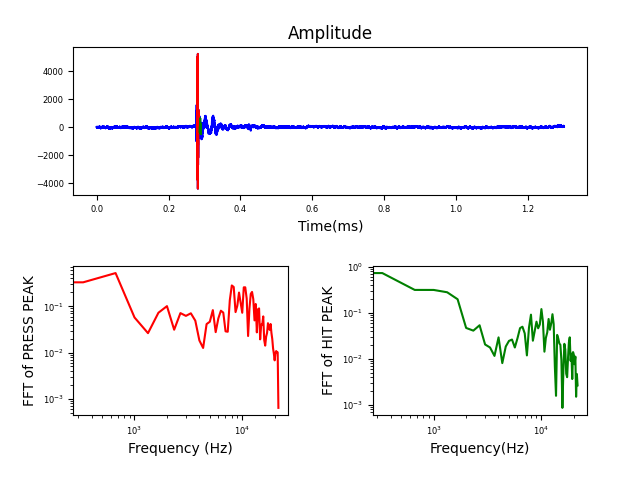 Amplitude
4000
2000
0
−2000
−4000
0.0 0.2 0.4 0.6 0.8 1.0 1.2
Time(ms)
FFT of PRESS PEAK
10⁻¹
10⁻²
10⁻³
10³ 10⁴
Frequency (Hz)
FFT of HIT PEAK
10⁰
10⁻¹
10⁻²
10⁻³
10³ 10⁴
Frequency(Hz)